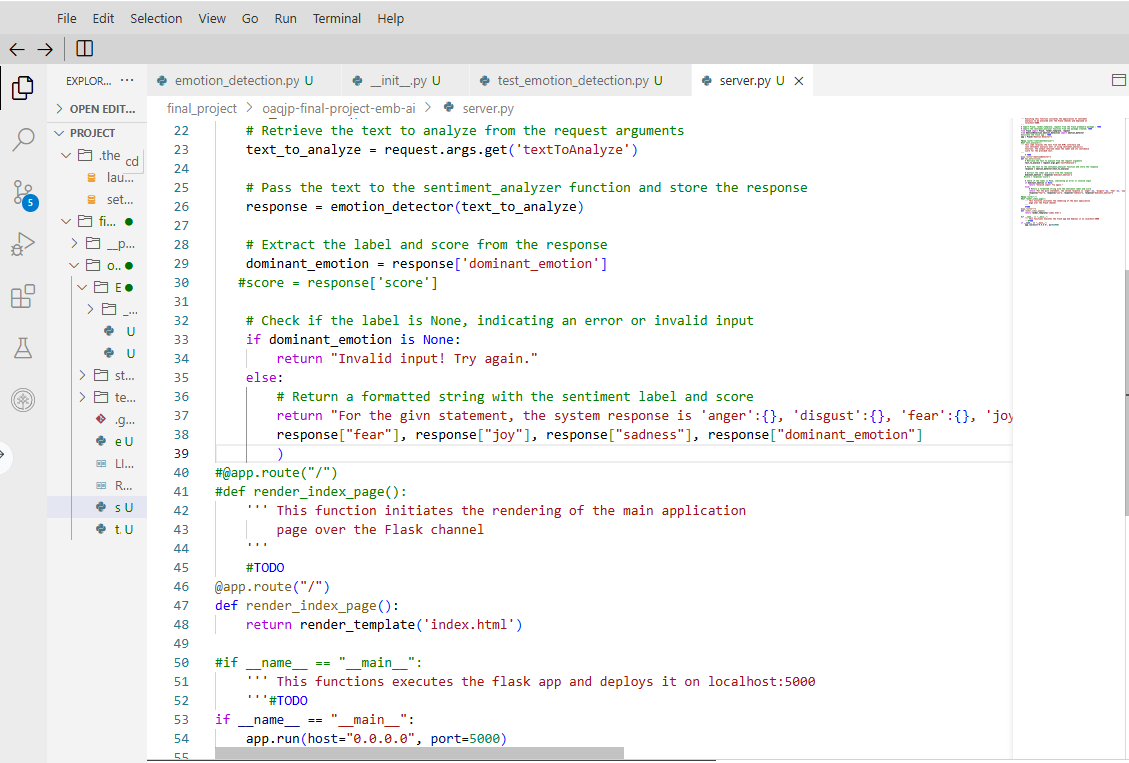 File Edit Selection View Go Run Terminal Help
EXPLOR... ···
emotion_detection.py U
__init__.py U
test_emotion_detection.py U
server.py U
OPEN EDIT...
final_project > oaqjp-final-project-emb-ai > server.py
PROJECT
.the
cd
lau...
set...
5
fi...
__p...
o..
E
_...
U
U
st...
te...
.g...
e U
LI...
R...
s U
t. U
22 # Retrieve the text to analyze from the request arguments
23 text_to_analyze = request.args.get('textToAnalyze')
24
25 # Pass the text to the sentiment_analyzer function and store the response
26 response = emotion_detector(text_to_analyze)
27
28 # Extract the label and score from the response
29 dominant_emotion = response['dominant_emotion']
30 #score = response['score']
31
32 # Check if the label is None, indicating an error or invalid input
33 if dominant_emotion is None:
34 return "Invalid input! Try again."
35 else:
36 # Return a formatted string with the sentiment label and score
37 return "For the givn statement, the system response is 'anger':{}, 'disgust':{}, 'fear':{}, 'joy
38 response["fear"], response["joy"], response["sadness"], response["dominant_emotion"]
39 )
40 #@app.route("/")
41 #def render_index_page():
42 ''' This function initiates the rendering of the main application
43 page over the Flask channel
44 '''
45 #TODO
46 @app.route("/")
47 def render_index_page():
48 return render_template('index.html')
49
50 #if __name__ == "__main__":
51 ''' This functions executes the flask app and deploys it on localhost:5000
52 '''#TODO
53 if __name__ == "__main__":
54 app.run(host="0.0.0.0", port=5000)
55